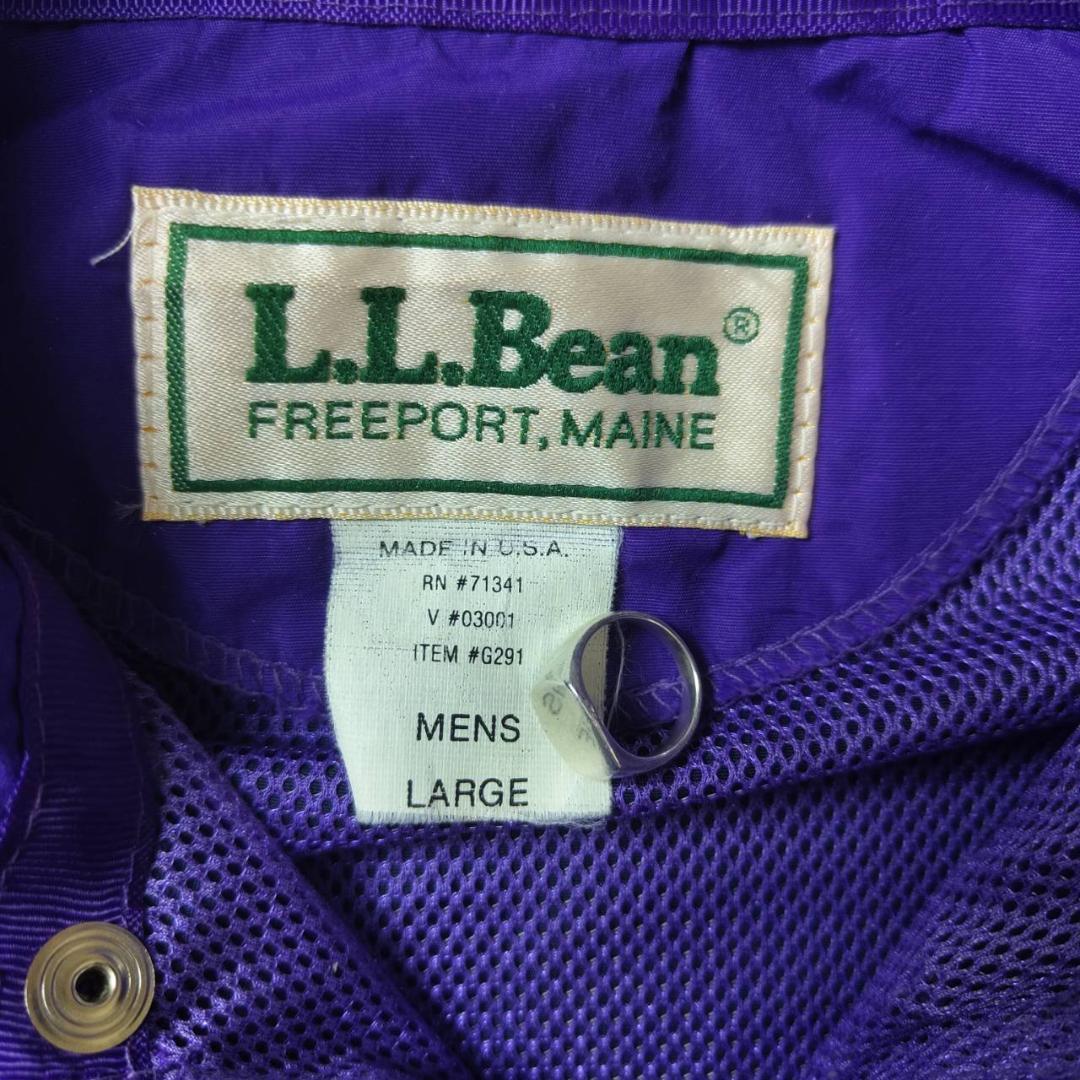 L.L.Bean®
FREEPORT, MAINE
MADE IN U.S.A.
RN #71341
V #03001
ITEM #G291
MENS
LARGE